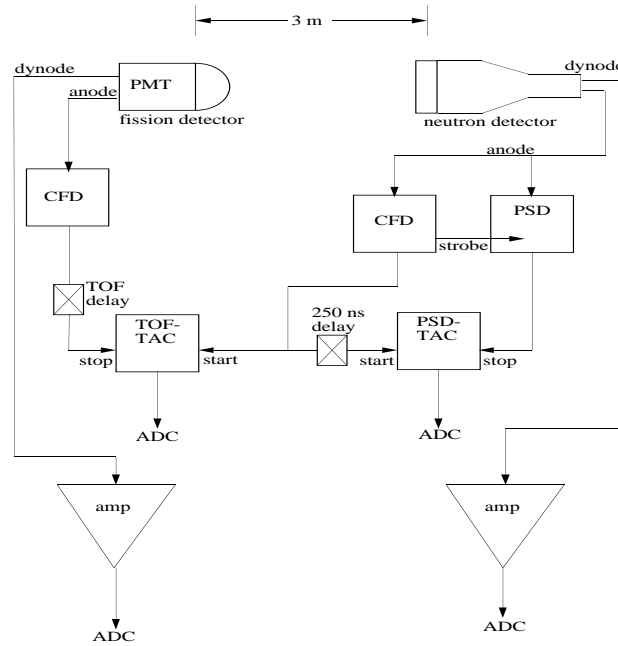 3 m
dynode
PMT
anode
fission detector
dynode
neutron detector
anode
CFD
CFD
PSD
strobe
TOF
delay
250 ns
delay
TOF-
TAC
PSD-
TAC
stop
start
start
stop
ADC
ADC
amp
amp
ADC
ADC